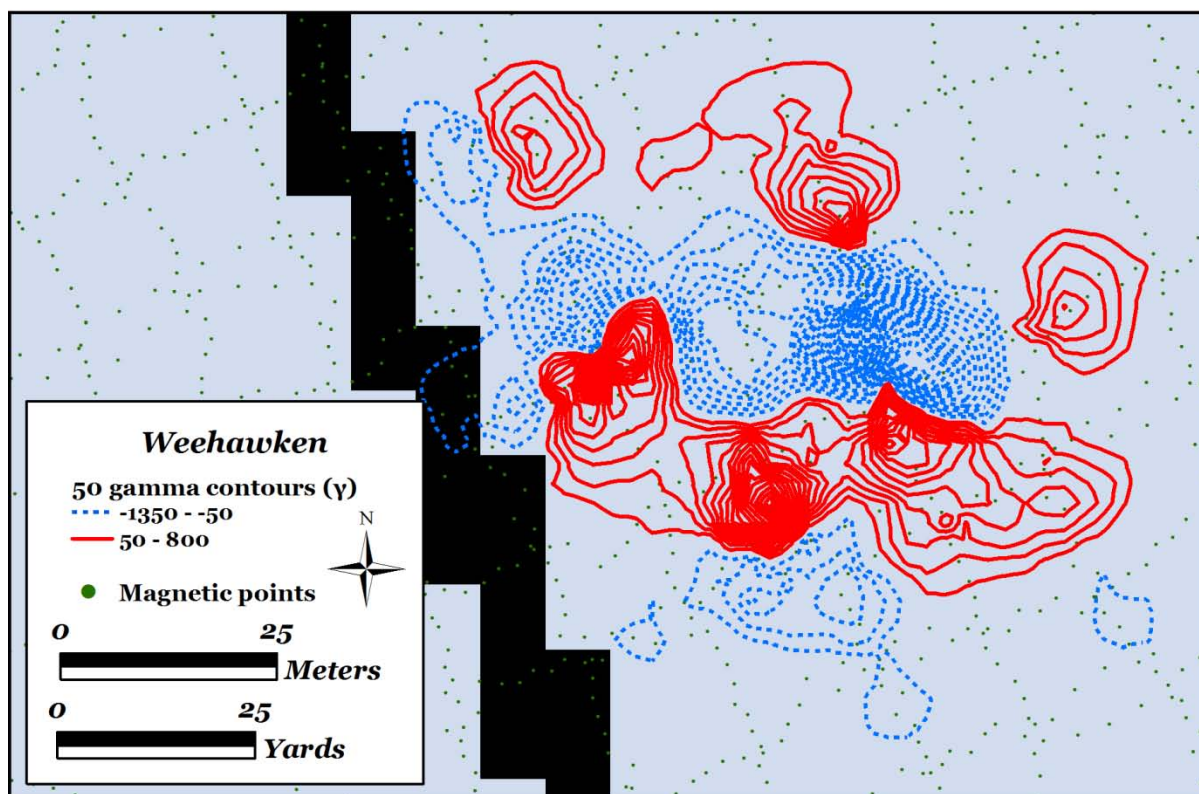 Weehawken
50 gamma contours (γ)
-1350 - -50
50 - 800
N
Magnetic points
0 25
Meters
0 25
Yards